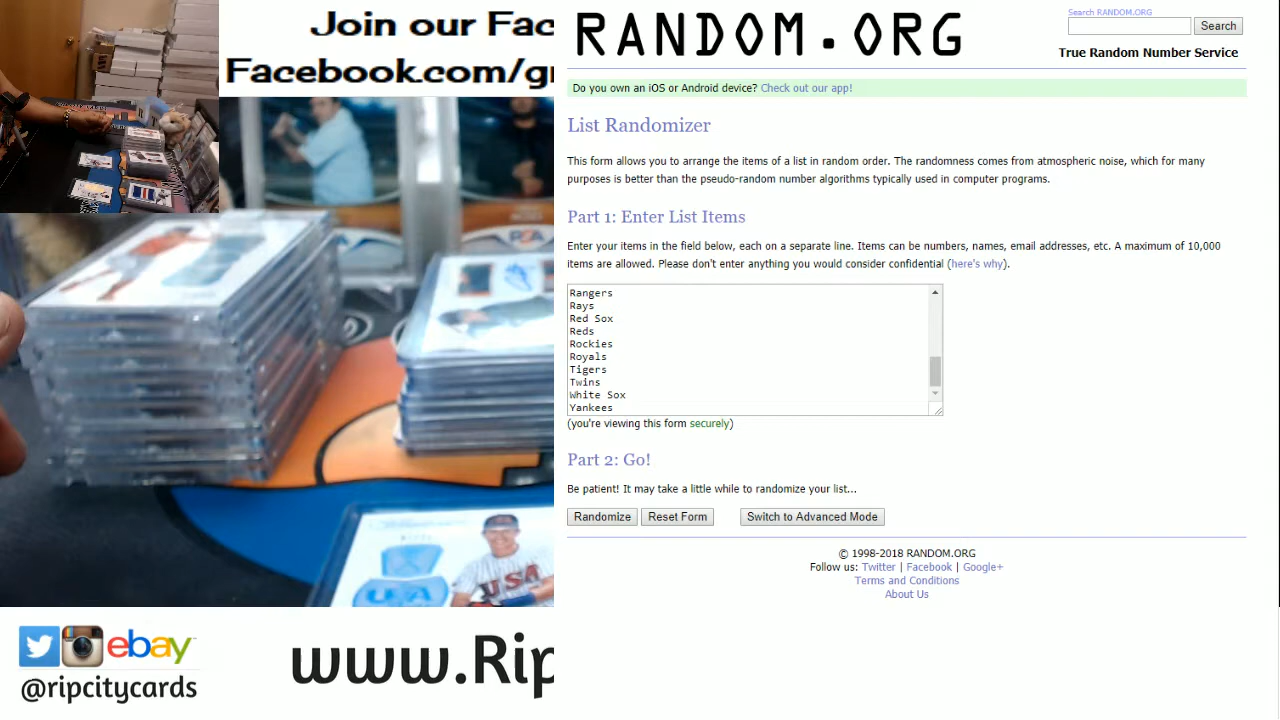 Join our Fac
Facebook.com/gr
USA
USA
ebay
@ripcitycards
www.Rip
RANDOM.ORG
Search RANDOM.ORG
Search
True Random Number Service
Do you own an iOS or Android device? Check out our app!
List Randomizer
This form allows you to arrange the items of a list in random order. The randomness comes from atmospheric noise, which for many
purposes is better than the pseudo-random number algorithms typically used in computer programs.
Part 1: Enter List Items
Enter your items in the field below, each on a separate line. Items can be numbers, names, email addresses, etc. A maximum of 10,000
items are allowed. Please don't enter anything you would consider confidential (here's why).
Rangers
Rays
Red Sox
Reds
Rockies
Royals
Tigers
Twins
White Sox
Yankees
(you're viewing this form securely)
Part 2: Go!
Be patient! It may take a little while to randomize your list...
Randomize
Reset Form
Switch to Advanced Mode
© 1998-2018 RANDOM.ORG
Follow us: Twitter | Facebook | Google+
Terms and Conditions
About Us